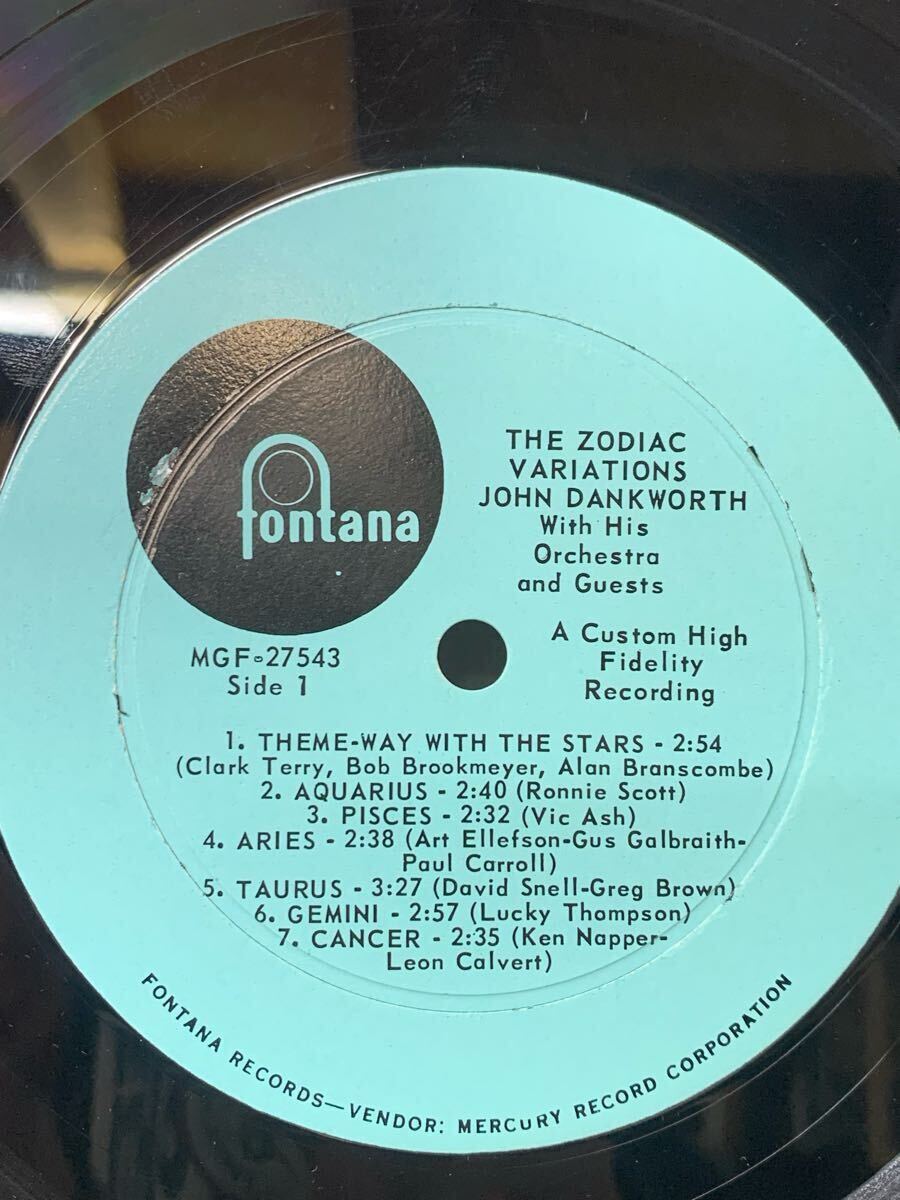 fontana
THE ZODIAC
VARIATIONS
JOHN DANKWORTH
With His
Orchestra
and Guests
MGF-27543
Side 1
A Custom High
Fidelity
Recording
1. THEME-WAY WITH THE STARS - 2:54
(Clark Terry, Bob Brookmeyer, Alan Branscombe)
2. AQUARIUS - 2:40 (Ronnie Scott)
3. PISCES - 2:32 (Vic Ash)
4. ARIES - 2:38 (Art Ellefson-Gus Galbraith-
Paul Carroll)
5. TAURUS - 3:27 (David Snell-Greg Brown)
6. GEMINI - 2:57 (Lucky Thompson)
7. CANCER - 2:35 (Ken Napper-
Leon Calvert)
FONTANA RECORDS—VENDOR: MERCURY RECORD CORPORATION